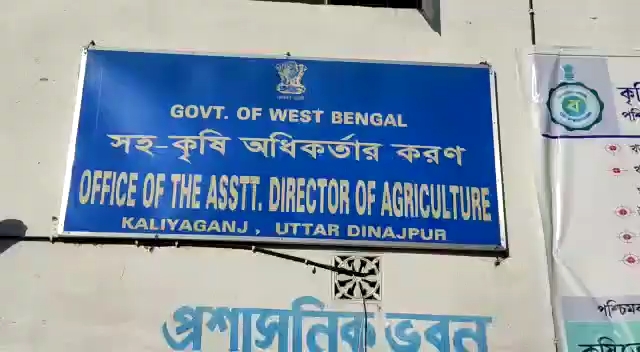 GOVT. OF WEST BENGAL
সহ-কৃষি অধিকর্তার করণ
OFFICE OF THE ASSTT. DIRECTOR OF AGRICULTURE
KALIYAGANJ, UTTAR DINAJPUR
প্রশাসনিক ভবন